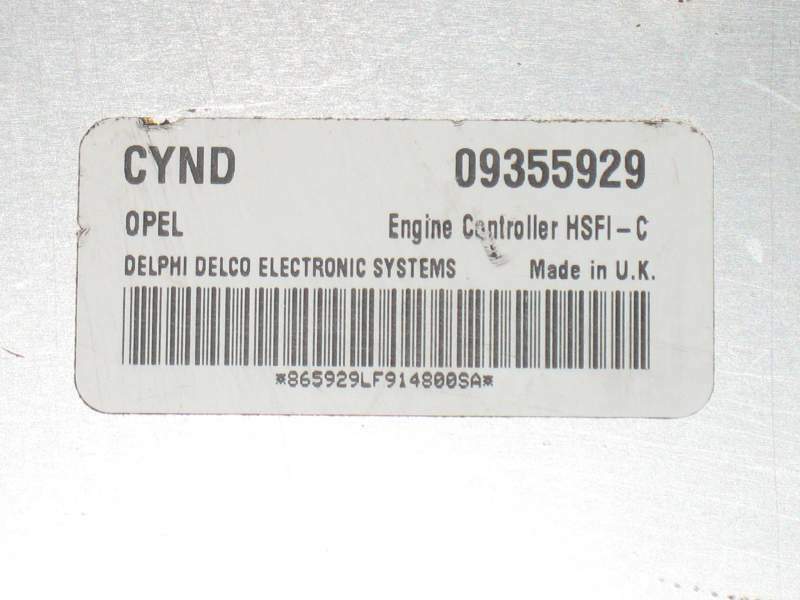 CYND 09355929
OPEL Engine Controller HSFI-C
DELPHI DELCO ELECTRONIC SYSTEMS Made in U.K.
*865929LF914800SA*